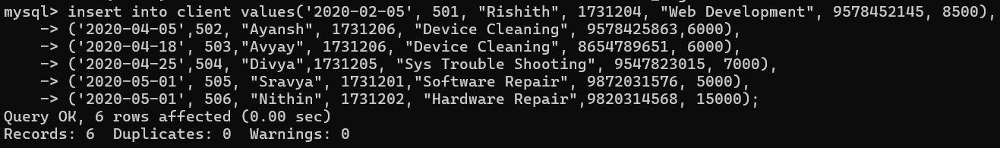 mysql> insert into client values('2020-02-05', 501, "Rishith", 1731204, "Web Development", 9578452145, 8500),
    -> ('2020-04-05',502, "Ayansh", 1731206, "Device Cleaning", 9578425863,6000),
    -> ('2020-04-18', 503,"Avyay", 1731206, "Device Cleaning", 8654789651, 6000),
    -> ('2020-04-25',504, "Divya",1731205, "Sys Trouble Shooting", 9547823015, 7000),
    -> ('2020-05-01', 505, "Sravya", 1731201,"Software Repair", 9872031576, 5000),
    -> ('2020-05-01', 506, "Nithin", 1731202, "Hardware Repair",9820314568, 15000);
Query OK, 6 rows affected (0.00 sec)
Records: 6  Duplicates: 0  Warnings: 0